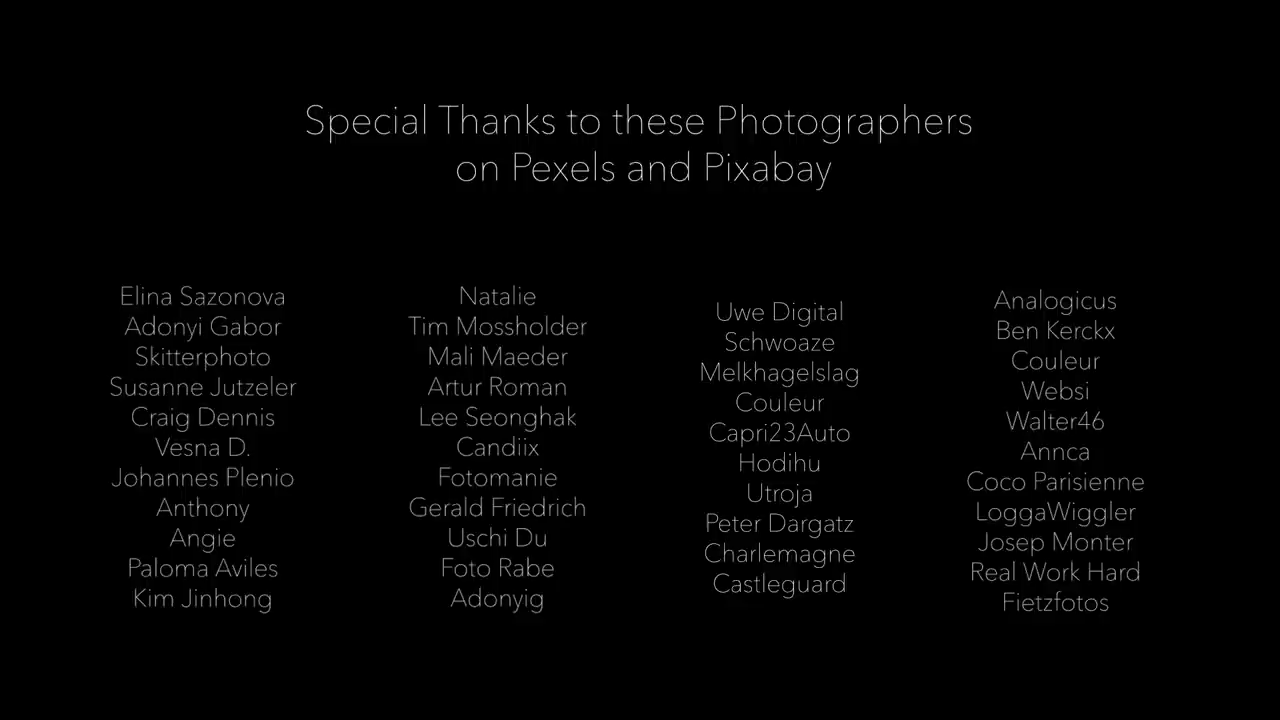 Special Thanks to these Photographers
on Pexels and Pixabay
Elina Sazonova
Adonyi Gabor
Skitterphoto
Susanne Jutzeler
Craig Dennis
Vesna D.
Johannes Plenio
Anthony
Angie
Paloma Aviles
Kim Jinhong
Natalie
Tim Mossholder
Mali Maeder
Artur Roman
Lee Seonghak
Candiix
Fotomanie
Gerald Friedrich
Uschi Du
Foto Rabe
Adonyig
Uwe Digital
Schwoaze
Melkhagelslag
Couleur
Capri23Auto
Hodihu
Utroja
Peter Dargatz
Charlemagne
Castleguard
Analogicus
Ben Kerckx
Couleur
Websi
Walter46
Annca
Coco Parisienne
LoggaWiggler
Josep Monter
Real Work Hard
Fietzfotos